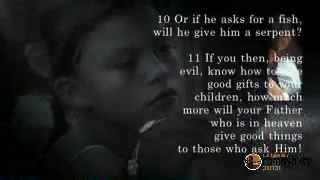 10 Or if he asks for a fish,
will he give him a serpent?
11 If you then, being
evil, know how to
good gifts to your
children, how much
more will your Father
who is in heaven
give good things
to those who ask Him!